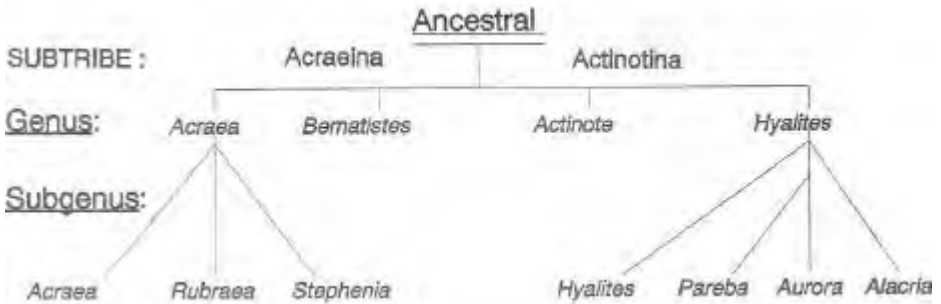 Ancestral
SUBTRIBE: Acraeina Actinotina
Genus: Acraea Bematistes Actinote Hyalites
Subgenus:
Acraea Rubraea Stephenia Hyalites Pareba Aurora Alacria